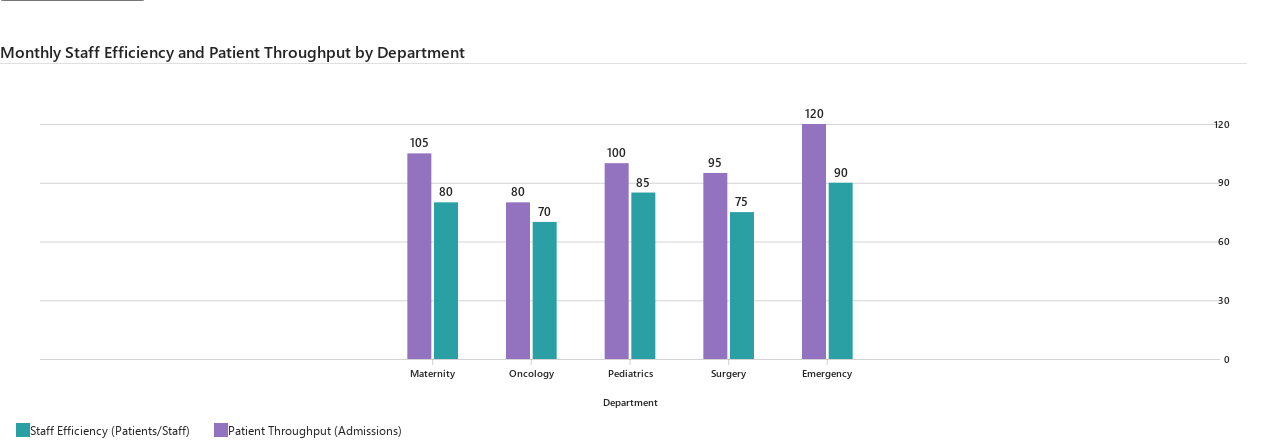 Monthly Staff Efficiency and Patient Throughput by Department
120
105
120
100
95
90
85
90
80
80
75
70
60
30
0
Maternity
Oncology
Pediatrics
Surgery
Emergency
Department
Staff Efficiency (Patients/Staff)
Patient Throughput (Admissions)